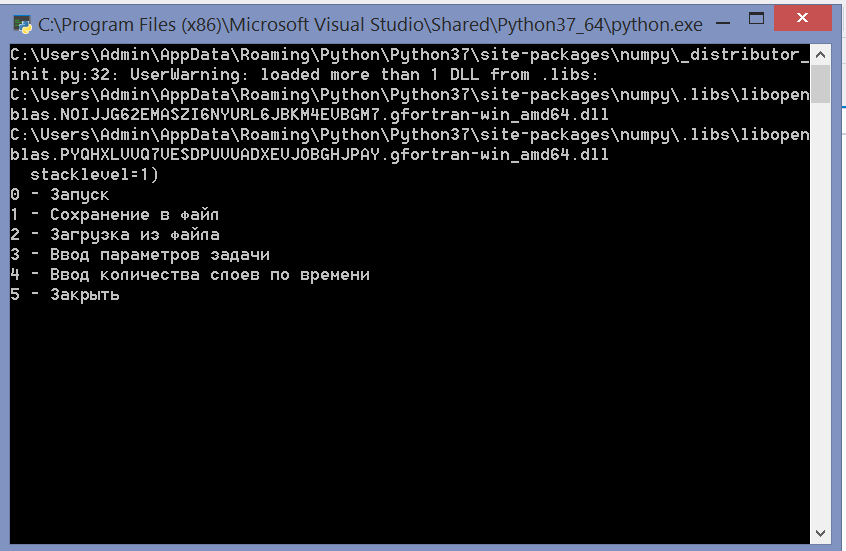 C:\Program Files (x86)\Microsoft Visual Studio\Shared\Python37_64\python.exe
C:\Users\Admin\AppData\Roaming\Python\Python37\site-packages\numpy\_distributor_
init.py:32: UserWarning: loaded more than 1 DLL from .libs:
C:\Users\Admin\AppData\Roaming\Python\Python37\site-packages\numpy\.libs\libopen
blas.NOIJJG62EMASZI6NYURL6JBKM4EVBGM7.gfortran-win_amd64.dll
C:\Users\Admin\AppData\Roaming\Python\Python37\site-packages\numpy\.libs\libopen
blas.PYQHXLVVQ7VESDPUVUADXEVJOBGHJPAY.gfortran-win_amd64.dll
  stacklevel=1)
0 - Запуск
1 - Сохранение в файл
2 - Загрузка из файла
3 - Ввод параметров задачи
4 - Ввод количества слоев по времени
5 - Закрыть